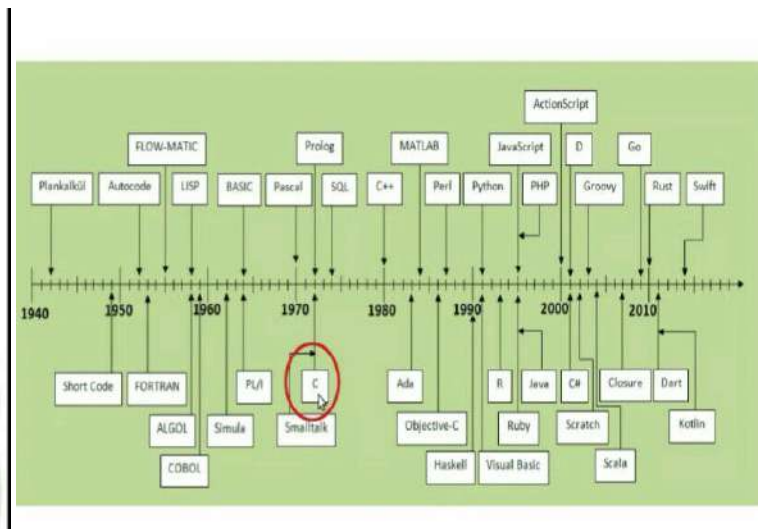 ActionScript
FLOW-MATIC Prolog MATLAB JavaScript D Go
Plankalkül Autocode LISP BASIC Pascal SQL C++ Perl Python PHP Groovy Rust Swift
1940 1950 1960 1970 1980 1990 2000 2010
Short Code FORTRAN PL/I C Ada R Java C# Closure Dart
ALGOL Simula Smalltalk Objective-C Ruby Scratch Kotlin
COBOL Haskell Visual Basic Scala